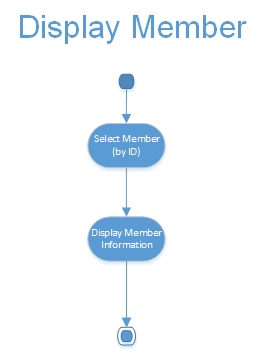 Display Member
Select Member
(by ID)
Display Member
Information